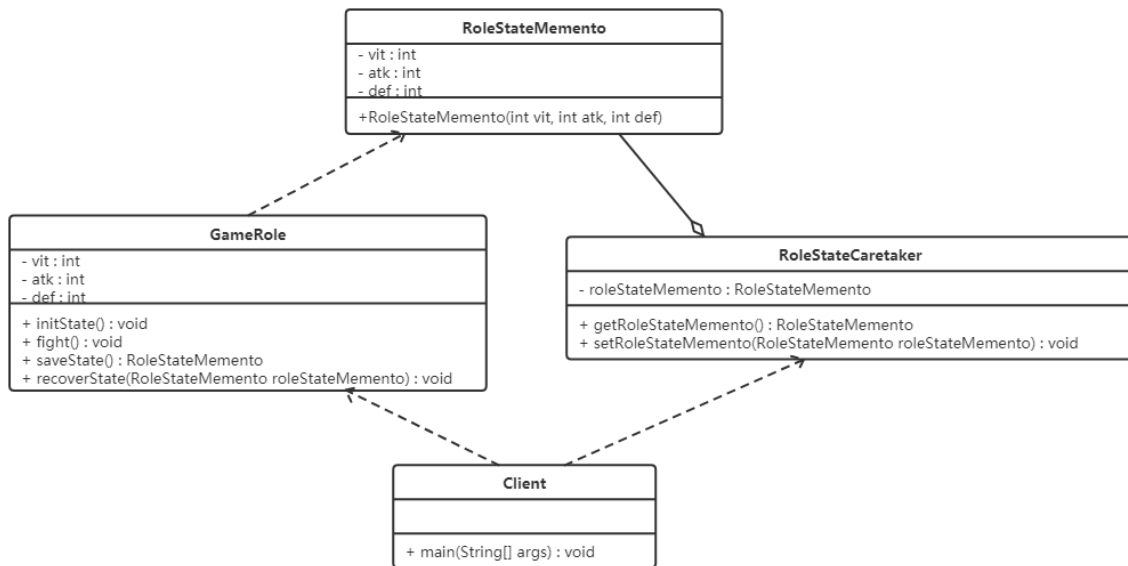 RoleStateMemento
- vit : int
- atk : int
- def : int
+RoleStateMemento(int vit, int atk, int def)
GameRole
- vit : int
- atk : int
- def : int
+ initState() : void
+ fight() : void
+ saveState() : RoleStateMemento
+ recoverState(RoleStateMemento roleStateMemento) : void
RoleStateCaretaker
- roleStateMemento : RoleStateMemento
+ getRoleStateMemento() : RoleStateMemento
+ setRoleStateMemento(RoleStateMemento roleStateMemento) : void
Client
+ main(String[] args) : void